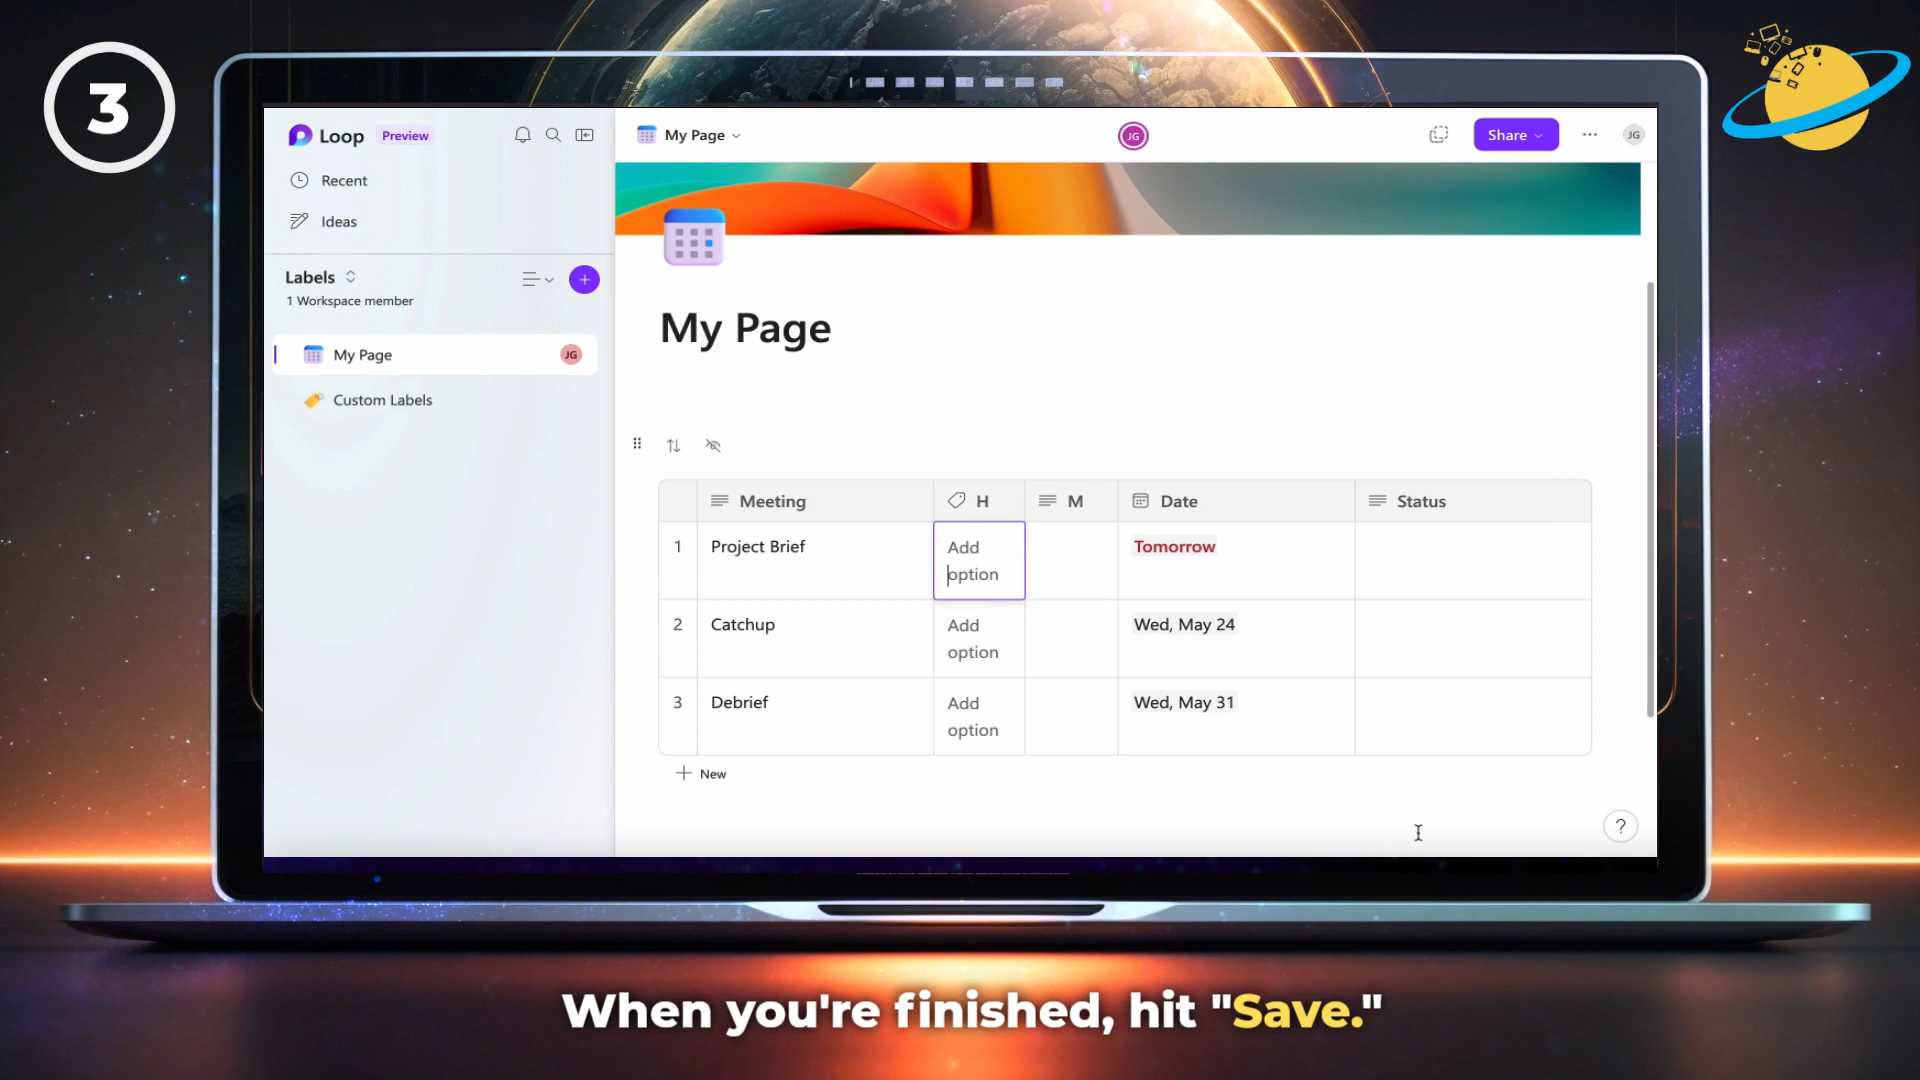 3
Loop Preview
Recent
Ideas
Labels
1 Workspace member
My Page JG
Custom Labels
My Page JG Share JG
My Page
Meeting H M Date Status
1 Project Brief Add option Tomorrow
2 Catchup Add option Wed, May 24
3 Debrief Add option Wed, May 31
New
?
When you're finished, hit "Save."